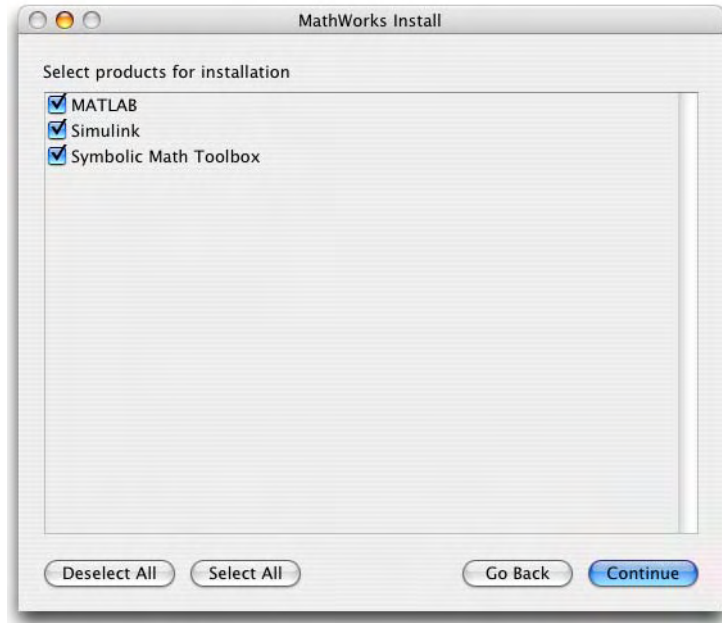 MathWorks Install
Select products for installation
MATLAB
Simulink
Symbolic Math Toolbox
Deselect All
Select All
Go Back
Continue